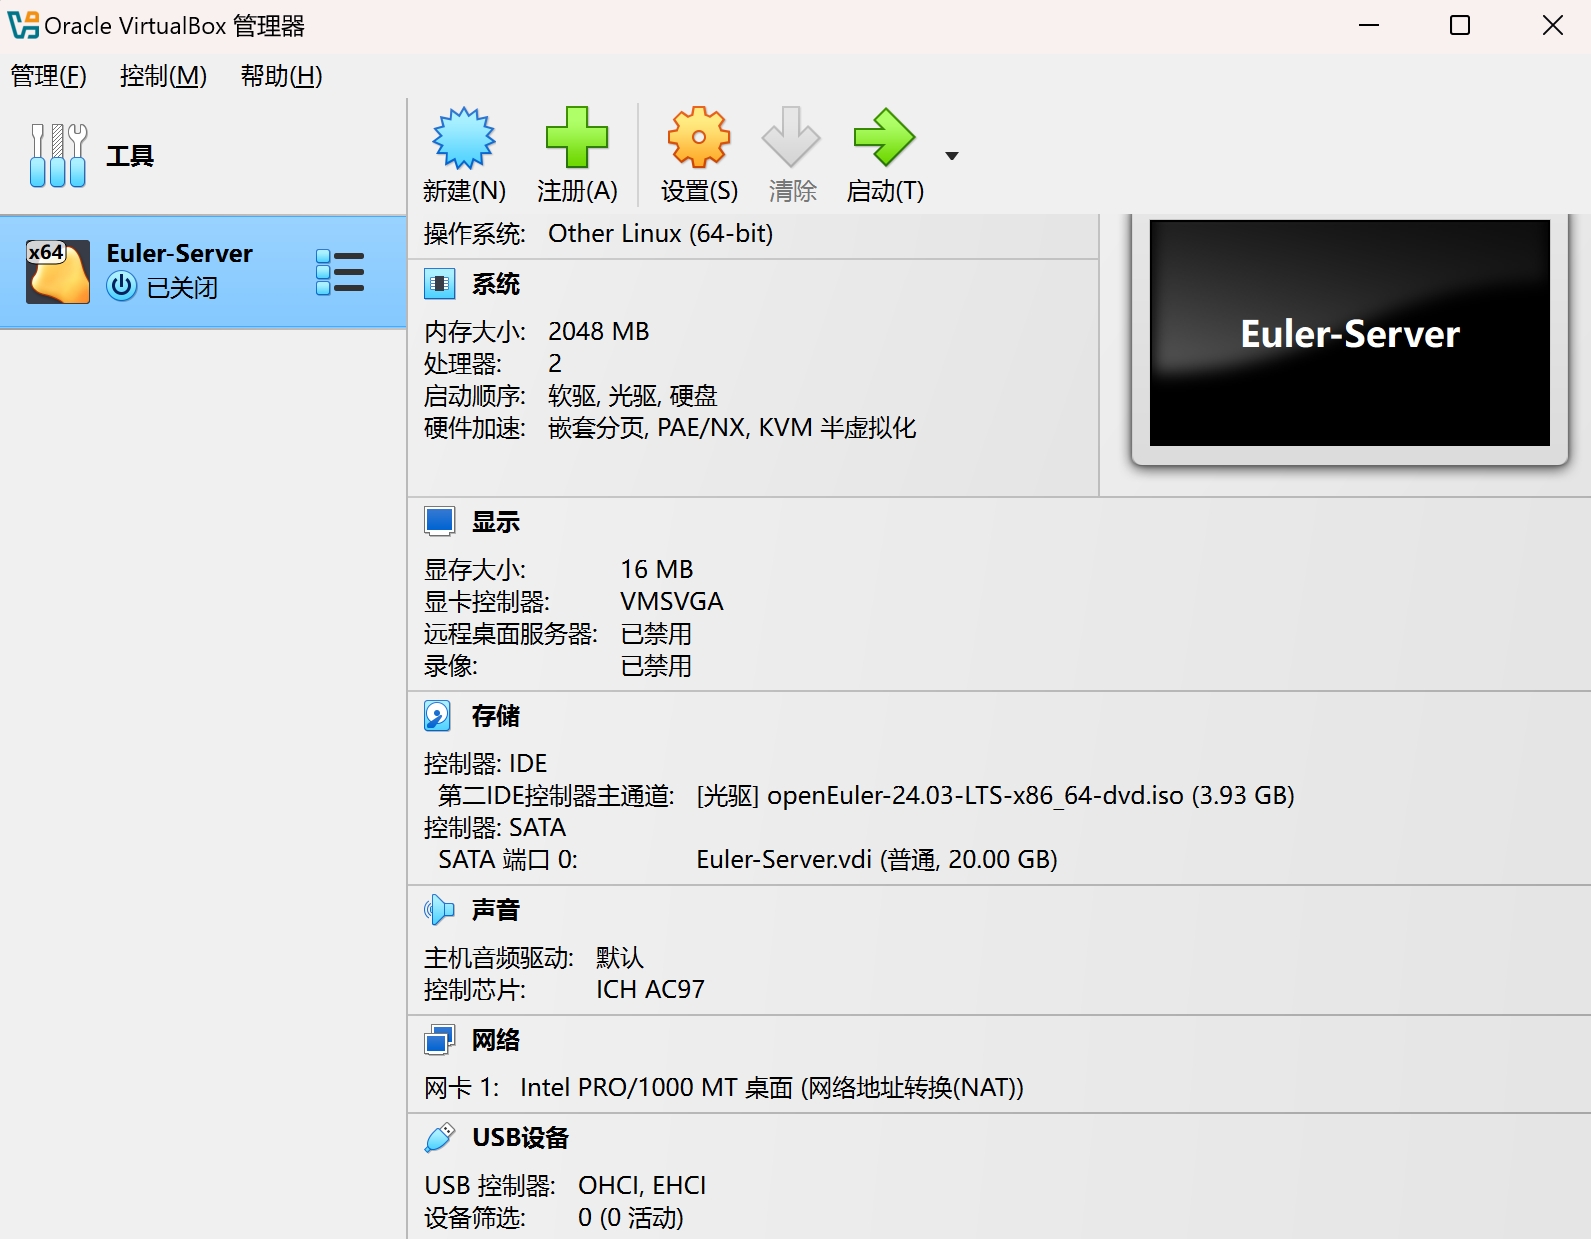 Oracle VirtualBox 管理器
管理(F) 控制(M) 帮助(H)
工具
新建(N) 注册(A) 设置(S) 清除 启动(T)
x64 Euler-Server
已关闭
操作系统: Other Linux (64-bit)
系统
内存大小: 2048 MB
处理器: 2
启动顺序: 软驱, 光驱, 硬盘
硬件加速: 嵌套分页, PAE/NX, KVM 半虚拟化
Euler-Server
显示
显存大小: 16 MB
显卡控制器: VMSVGA
远程桌面服务器: 已禁用
录像: 已禁用
存储
控制器: IDE
第二IDE控制器主通道: [光驱] openEuler-24.03-LTS-x86_64-dvd.iso (3.93 GB)
控制器: SATA
SATA 端口 0: Euler-Server.vdi (普通, 20.00 GB)
声音
主机音频驱动: 默认
控制芯片: ICH AC97
网络
网卡 1: Intel PRO/1000 MT 桌面 (网络地址转换(NAT))
USB设备
USB 控制器: OHCI, EHCI
设备筛选: 0 (0 活动)